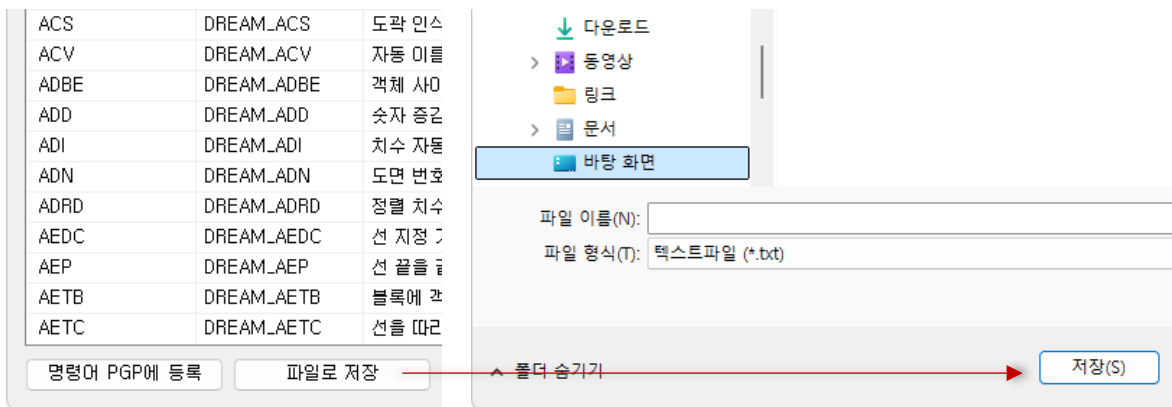 ACS DREAM_ACS 도곽 인식
ACV DREAM_ACV 자동 이름
ADBE DREAM_ADBE 객체 사이
ADD DREAM_ADD 숫자 증감
ADI DREAM_ADI 치수 자동
ADN DREAM_ADN 도면 번호
ADRD DREAM_ADRD 정렬 치수
AEDC DREAM_AEDC 선 지정
AEP DREAM_AEP 선 끝을
AETB DREAM_AETB 블록에
AETC DREAM_AETC 선을 따라
명령어 PGP에 등록 파일로 저장
다운로드
동영상
링크
문서
바탕 화면
파일 이름(N):
파일 형식(T): 텍스트파일 (*.txt)
폴더 숨기기
저장(S)